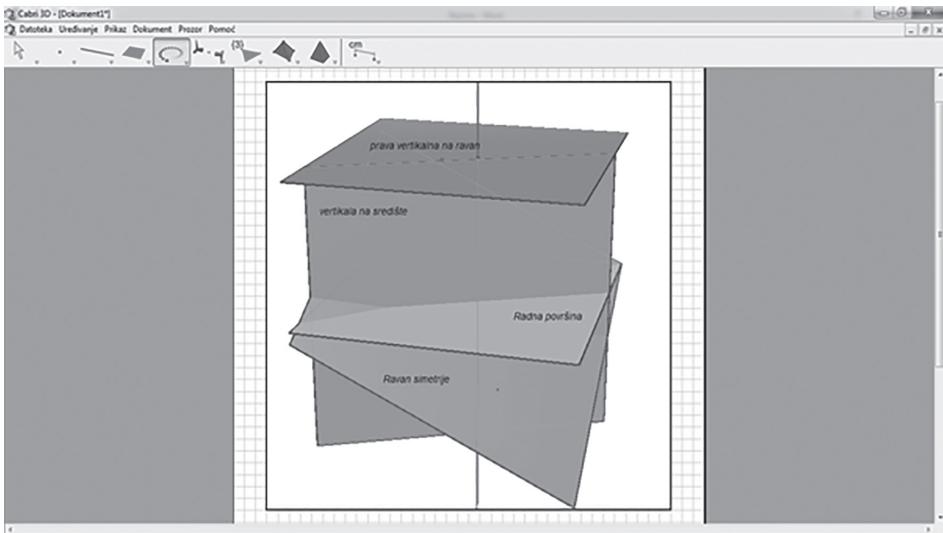 Cabri 3D - [Dokument1*]
Datoteka Uređivanje Prikaz Dokument Prozor Pomoć
(3)
cm
prava vertikalna na ravan
vertikala na središte
Radna površina
Ravan simetrije